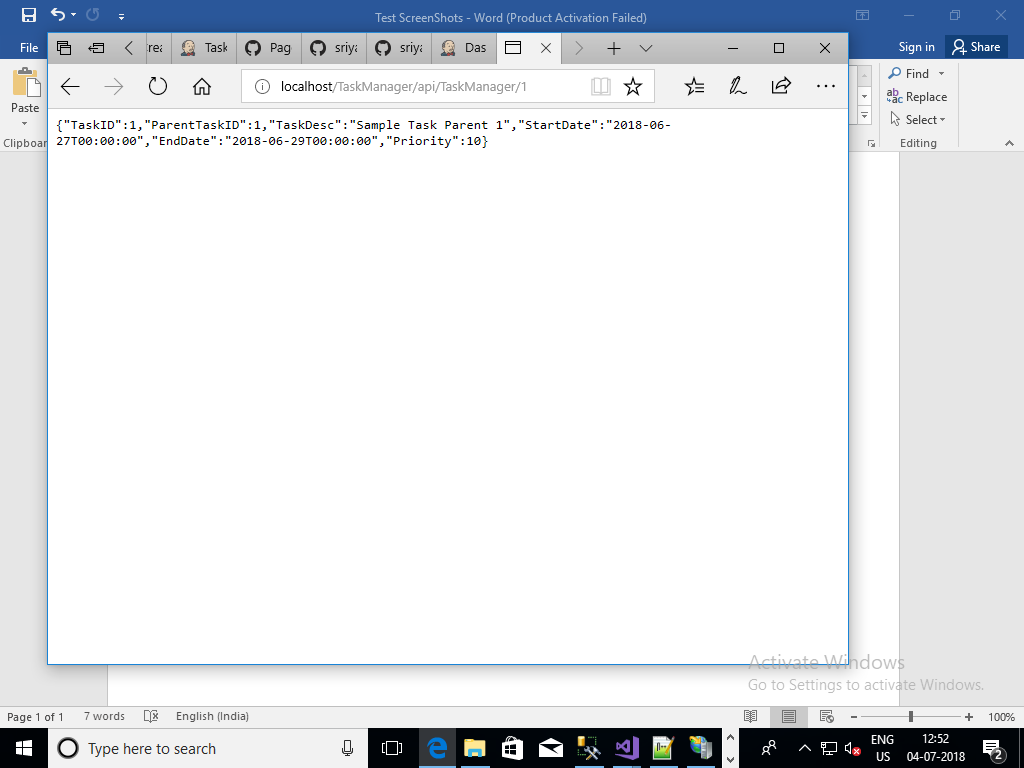 Test ScreenShots - Word (Product Activation Failed)
File
Sign in
Share
Task
Pag
sriya
sriya
Das
Paste
Clipboar
Find
Replace
Select
Editing
localhost/TaskManager/api/TaskManager/1
{"TaskID":1,"ParentTaskID":1,"TaskDesc":"Sample Task Parent 1","StartDate":"2018-06-
27T00:00:00","EndDate":"2018-06-29T00:00:00","Priority":10}
Activate Windows
Go to Settings to activate Windows.
Page 1 of 1
7 words
English (India)
100%
Type here to search
ENG
US
12:52
04-07-2018
2